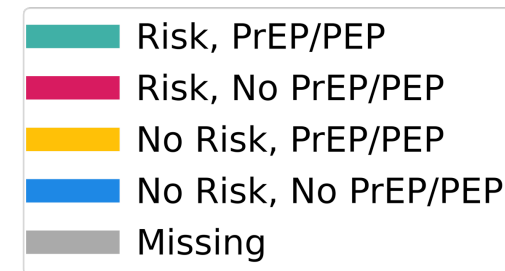 Risk, PrEP/PEP
Risk, No PrEP/PEP
No Risk, PrEP/PEP
No Risk, No PrEP/PEP
Missing